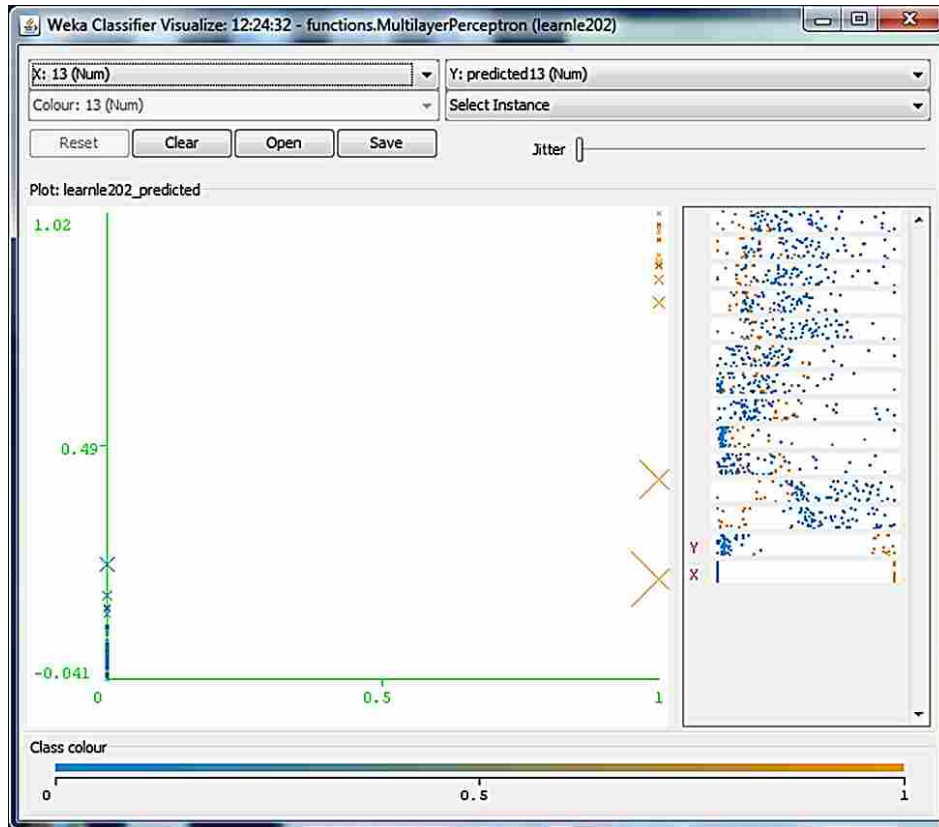 Weka Classifier Visualize: 12:24:32 - functions.MultilayerPerceptron (learnle202)
X: 13 (Num) Y: predicted13 (Num)
Colour: 13 (Num) Select Instance
Reset Clear Open Save Jitter
Plot: learnle202_predicted
1.02
0.49
Y
X
-0.041
0 0.5 1
Class colour
0 0.5 1